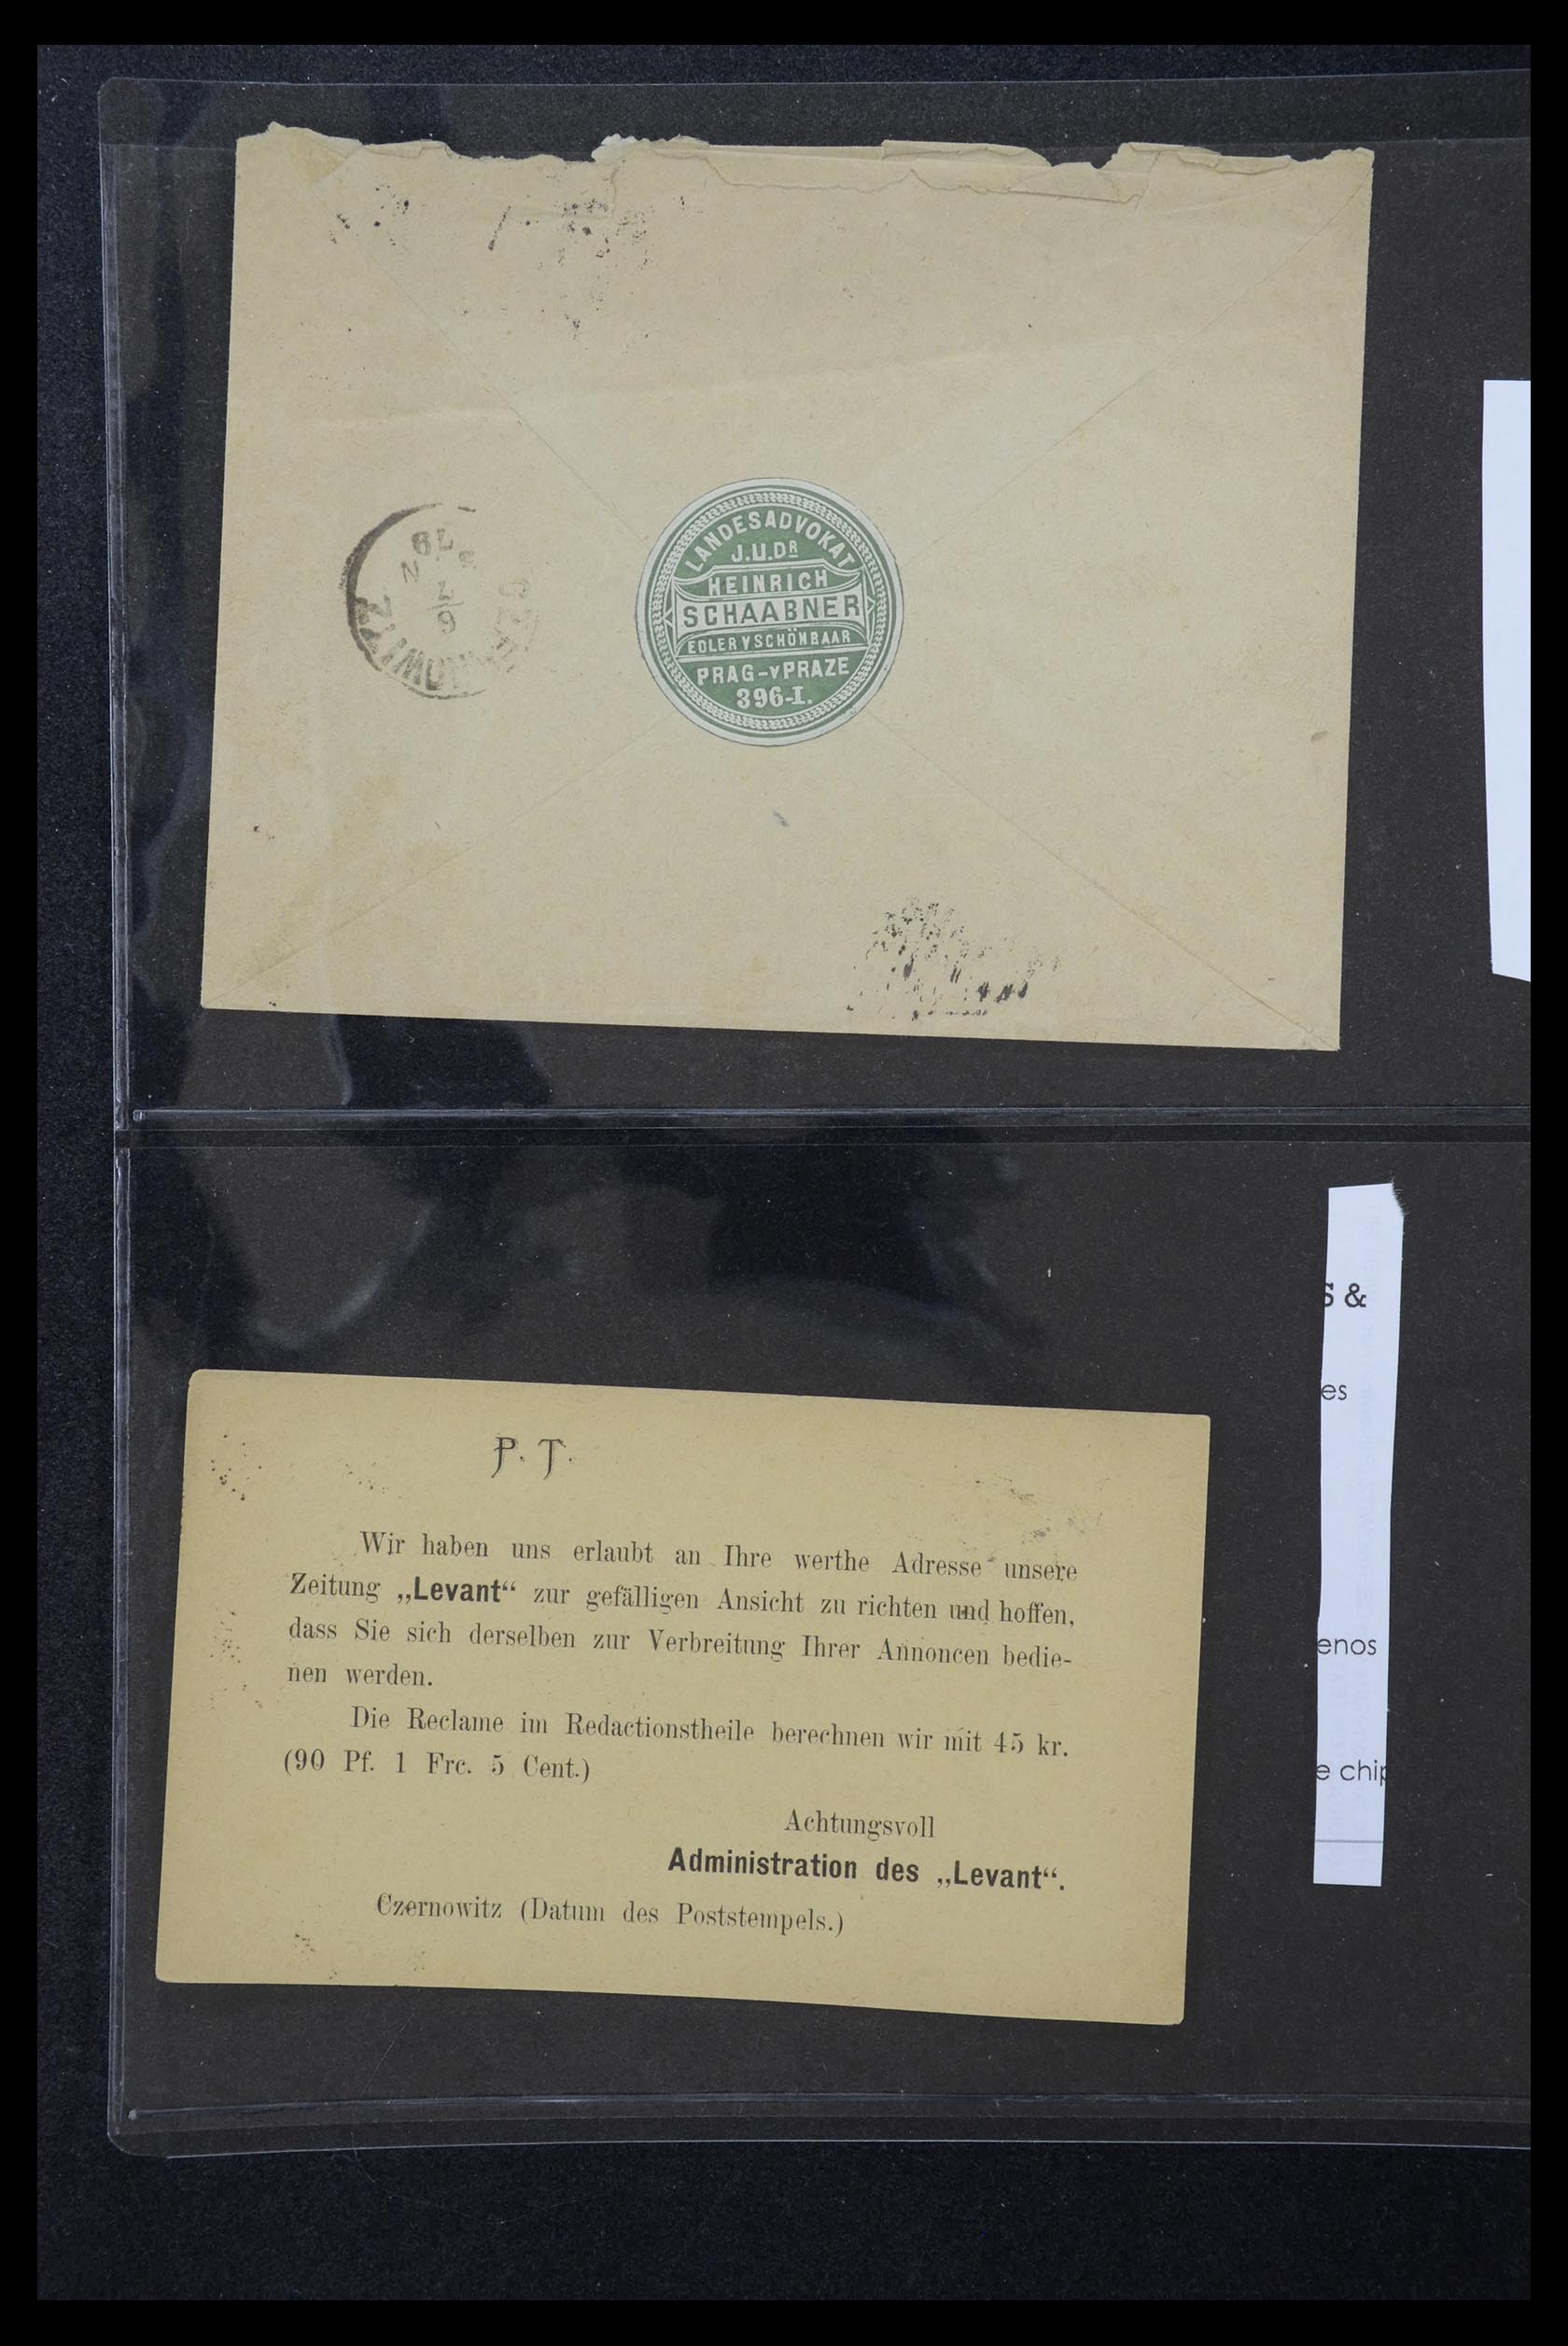 LANDESADVOKAT
J.U.DR
HEINRICH
SCHAABNER
EDLER V SCHÖNBAAR
PRAG-vPRAZE
396-I.
S &
es
enos
e chip
P. T.
Wir haben uns erlaubt an Ihre werthe Adresse unsere
Zeitung „Levant“ zur gefälligen Ansicht zu richten und hoffen,
dass Sie sich derselben zur Verbreitung Ihrer Annoncen bedie-
nen werden.
Die Reclame im Redactionstheile berechnen wir mit 45 kr.
(90 Pf. 1 Frc. 5 Cent.)
Achtungsvoll
Administration des „Levant“.
Czernowitz (Datum des Poststempels.)